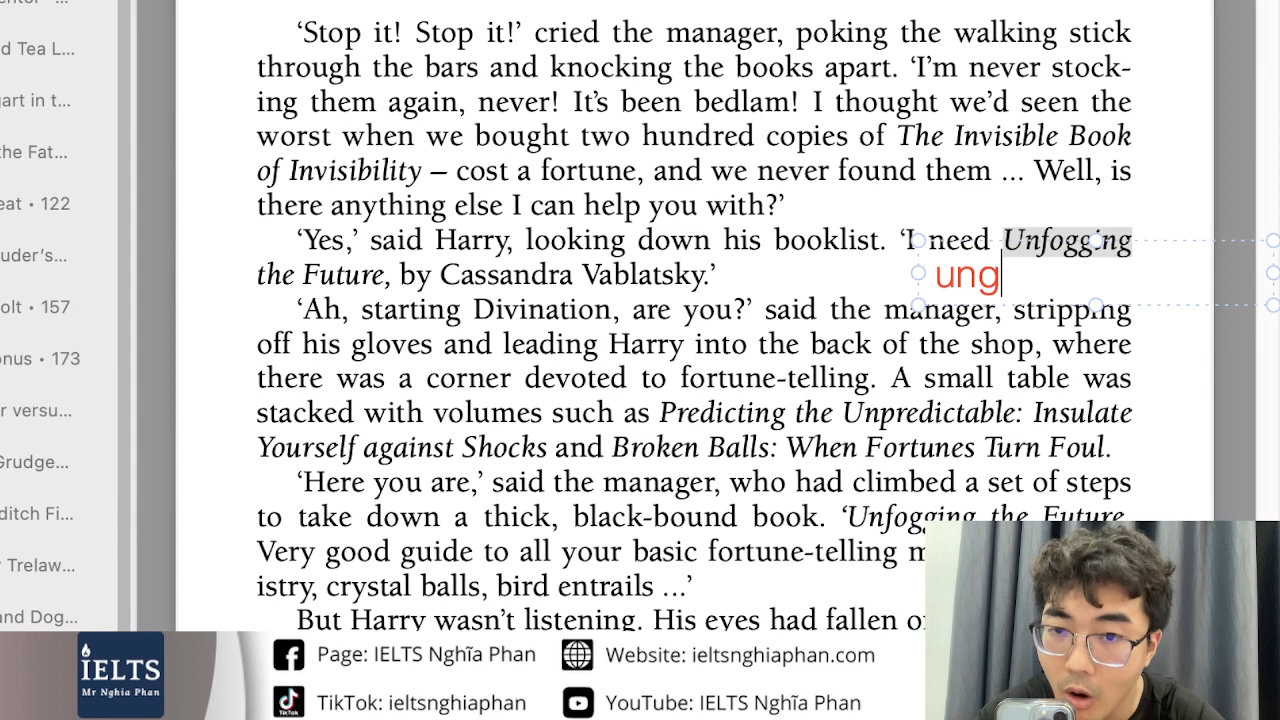 d Tea L...
gart in t...
the Fat...
eat • 122
uder's...
olt • 157
onus • 173
r versu...
Grudge...
ditch Fi...
r Trelaw...
and Dog...
'Stop it! Stop it!' cried the manager, poking the walking stick
through the bars and knocking the books apart. 'I'm never stock-
ing them again, never! It's been bedlam! I thought we'd seen the
worst when we bought two hundred copies of The Invisible Book
of Invisibility – cost a fortune, and we never found them ... Well, is
there anything else I can help you with?'
'Yes,' said Harry, looking down his booklist. 'I need Unfogging
the Future, by Cassandra Vablatsky.'
ung
'Ah, starting Divination, are you?' said the manager, stripping
off his gloves and leading Harry into the back of the shop, where
there was a corner devoted to fortune-telling. A small table was
stacked with volumes such as Predicting the Unpredictable: Insulate
Yourself against Shocks and Broken Balls: When Fortunes Turn Foul.
'Here you are,' said the manager, who had climbed a set of steps
to take down a thick, black-bound book. 'Unfogging the Future.
Very good guide to all your basic fortune-telling m
istry, crystal balls, bird entrails ...'
But Harry wasn't listening. His eyes had fallen o
IELTS
Mr Nghia Phan
Page: IELTS Nghĩa Phan
Website: ieltsnghiaphan.com
TikTok
TikTok: ieltsnghiaphan
YouTube: IELTS Nghĩa Phan